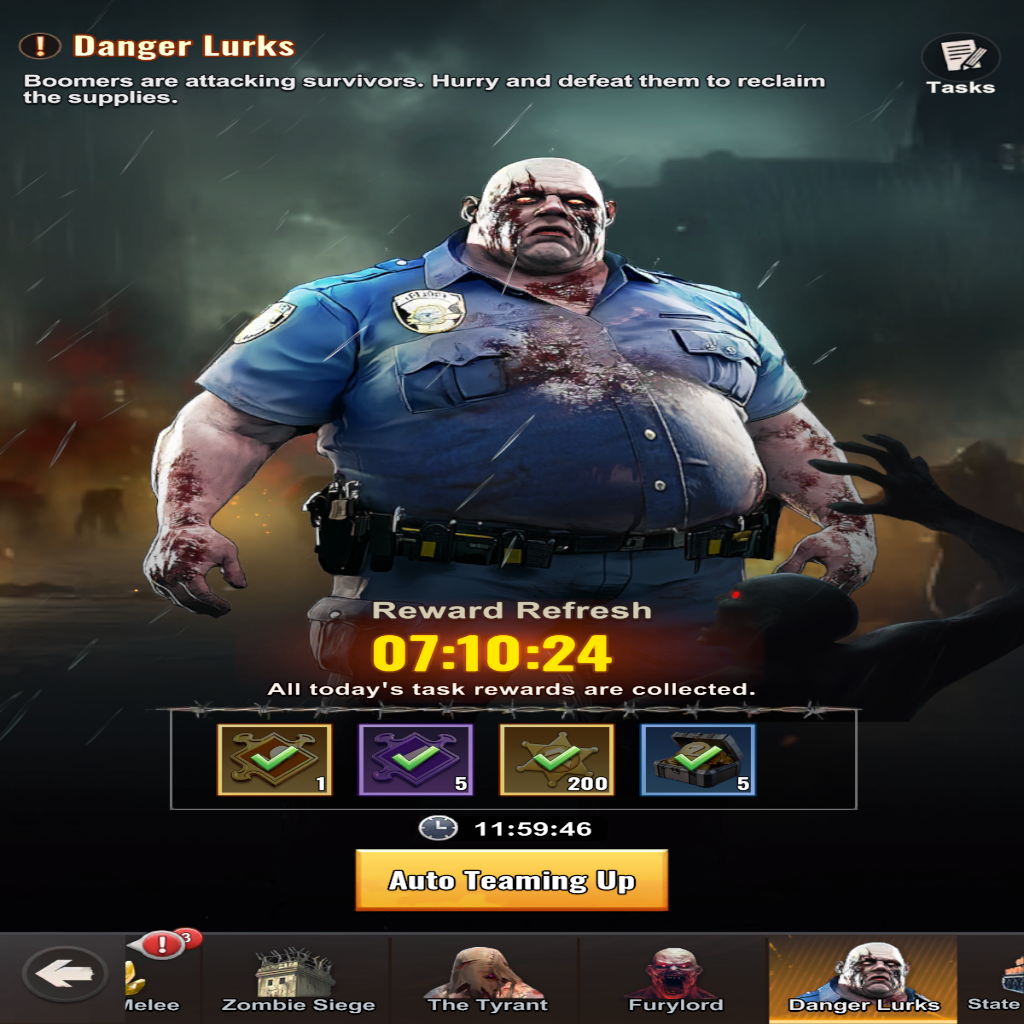 Danger Lurks
Boomers are attacking survivors. Hurry and defeat them to reclaim
the supplies.
Tasks
Reward Refresh
07:10:24
All today's task rewards are collected.
1
5
200
5
11:59:46
Auto Teaming Up
3
Melee
Zombie Siege
The Tyrant
Furylord
Danger Lurks
State